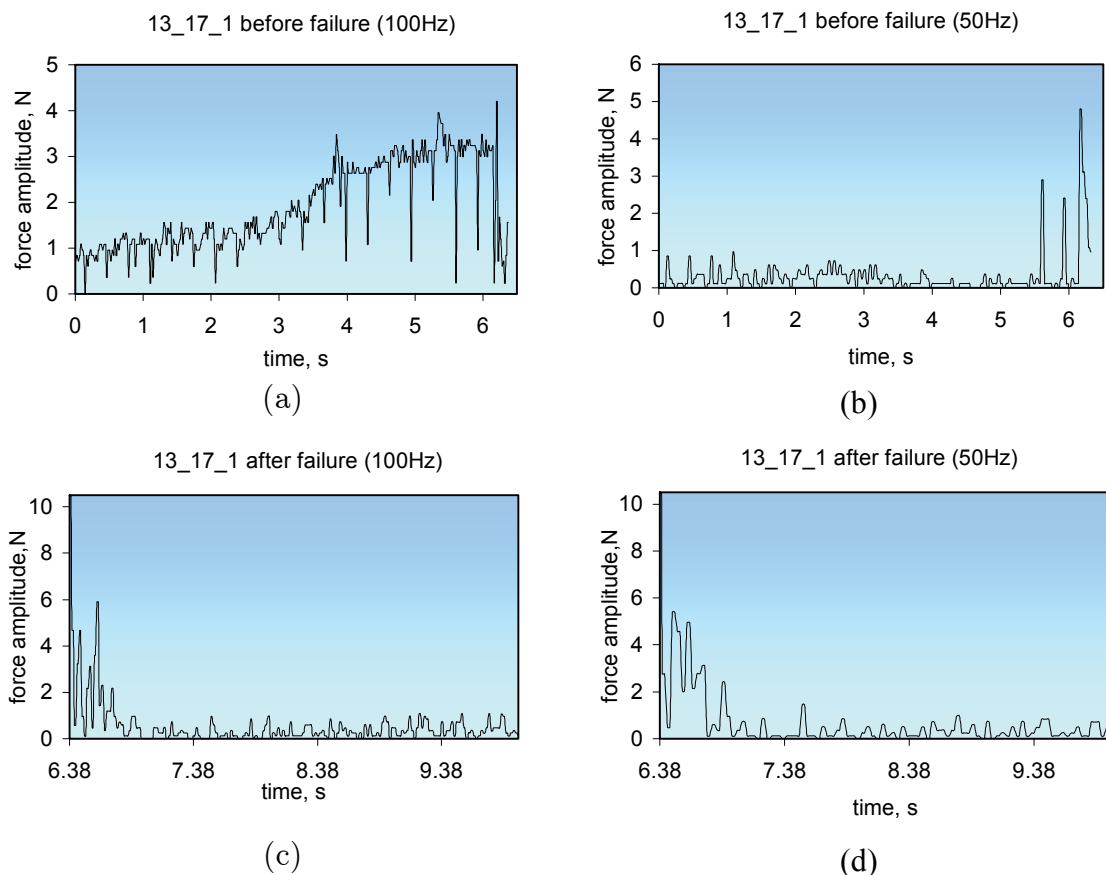 13_17_1 before failure (100Hz)
force amplitude, N
5
4
3
2
1
0
0 1 2 3 4 5 6
time, s
(a)
13_17_1 before failure (50Hz)
force amplitude, N
6
5
4
3
2
1
0
0 1 2 3 4 5 6
time, s
(b)
13_17_1 after failure (100Hz)
force amplitude,N
10
8
6
4
2
0
6.38 7.38 8.38 9.38
time, s
(c)
13_17_1 after failure (50Hz)
force amplitude,N
10
8
6
4
2
0
6.38 7.38 8.38 9.38
time, s
(d)